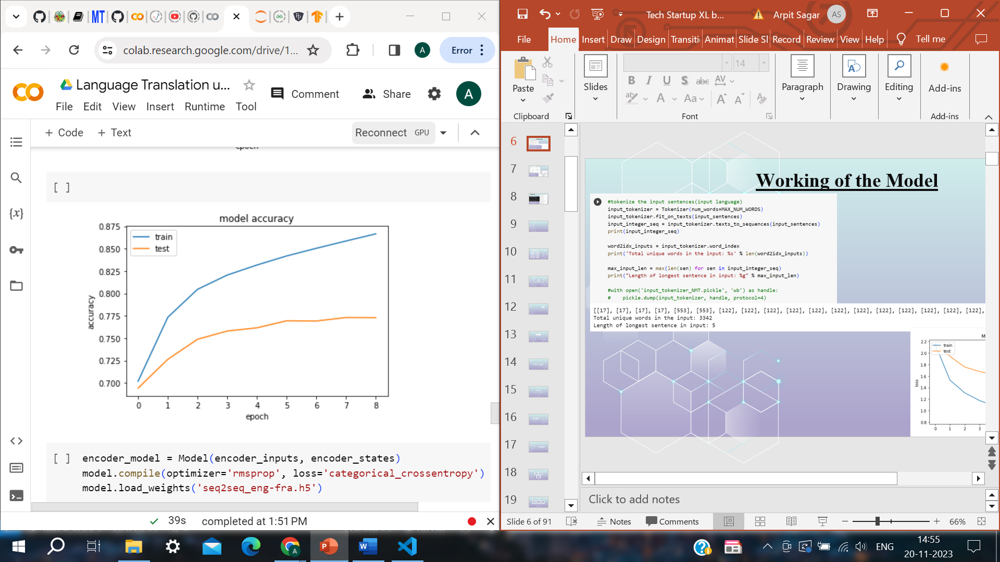 MT
colab.research.google.com/drive/1...
A
Error
Language Translation u...
Comment
Share
A
File Edit View Insert Runtime Tool
+ Code + Text
Reconnect GPU
epoch
[ ]
model accuracy
train
test
0.875
0.850
0.825
0.800
0.775
0.750
0.725
0.700
accuracy
0 1 2 3 4 5 6 7 8
epoch
[ ] encoder_model = Model(encoder_inputs, encoder_states)
model.compile(optimizer='rmsprop', loss='categorical_crossentropy')
model.load_weights('seq2seq_eng-fra.h5')
39s completed at 1:51 PM
Tech Startup XL b...
Arpit Sagar AS
File Home Insert Draw Design Transiti Animat Slide Sl Record Review View Help Tell me
Paste
Slides
14
B I U S abc AV
A Aa A A
Paragraph
Drawing
Editing
Add-ins
Clipboard
Font
Add-ins
6
7
8
9
10
11
12
13
14
15
16
17
18
19
Working of the Model
#tokenize the input sentences(input language)
input_tokenizer = Tokenizer(num_words=MAX_NUM_WORDS)
input_tokenizer.fit_on_texts(input_sentences)
input_integer_seq = input_tokenizer.texts_to_sequences(input_sentences)
print(input_integer_seq)
word2idx_inputs = input_tokenizer.word_index
print('Total unique words in the input: %s' % len(word2idx_inputs))
max_input_len = max(len(sen) for sen in input_integer_seq)
print("Length of longest sentence in input: %g" % max_input_len)
#with open('input_tokenizer_NMT.pickle', 'wb') as handle:
#    pickle.dump(input_tokenizer, handle, protocol=4)
[[17], [17], [17], [17], [553], [553], [122], [122], [122], [122], [122], [122], [122], [122], [122], [122], [122], [122],
Total unique words in the input: 3342
Length of longest sentence in input: 5
M
train
test
2.2
2.0
1.8
1.6
1.4
1.2
1.0
0.8
loss
0 1 2 3
Click to add notes
Slide 6 of 91
Notes
Comments
66%
ENG
14:55
20-11-2023